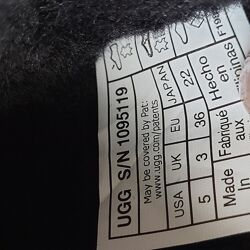 UGG S/N 1095119
May be covered by Pat:
www.ugg.com/patents
USA UK EU JAPAN
5 3 36 22
Made Hecho
Fabriqué en
aux